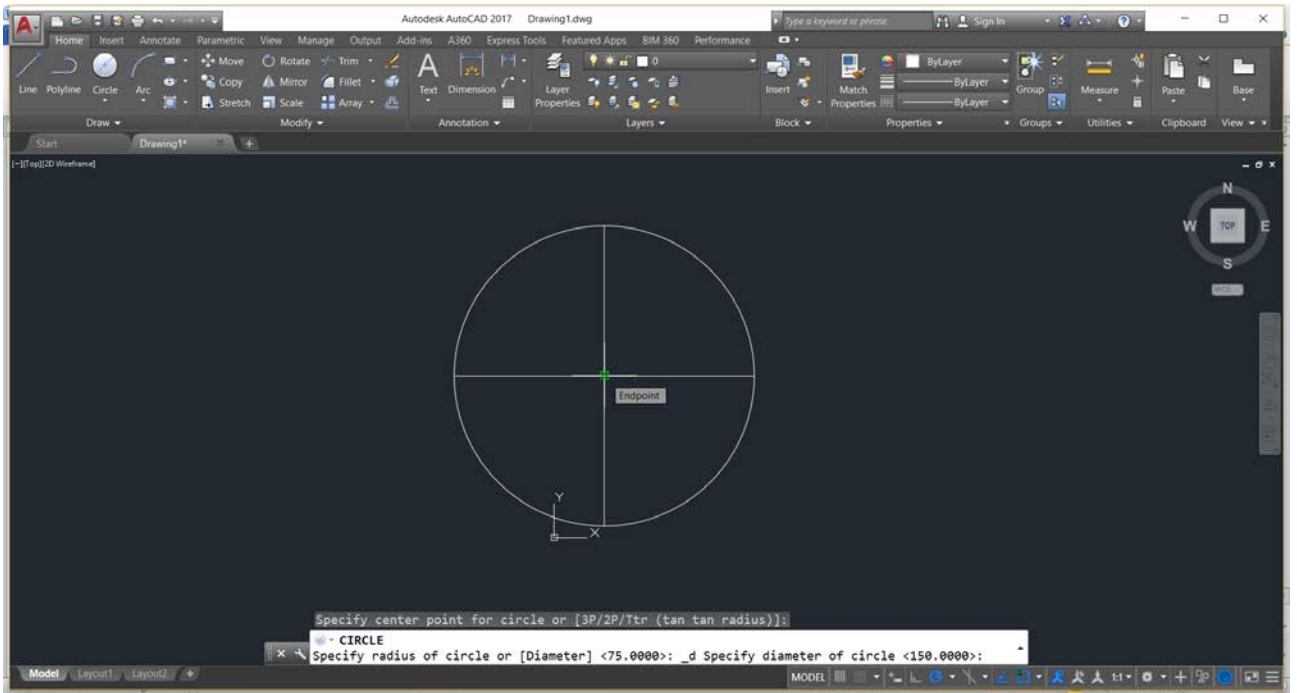 Autodesk AutoCAD 2017 Drawing1.dwg
Type a keyword or phrase
Sign In
Home Insert Annotate Parametric View Manage Output Add-ins A360 Express Tools Featured Apps BIM 360 Performance
Line Polyline Circle Arc
Move Rotate Trim
Copy Mirror Fillet
Stretch Scale Array
Text Dimension
Layer Properties
0
Insert
Match Properties
ByLayer
ByLayer
ByLayer
Group
Measure
Paste
Base
Draw Modify Annotation Layers Block Properties Groups Utilities Clipboard View
Start Drawing1*
[-][Top][2D Wireframe]
N
W TOP E
S
WCS
Endpoint
Y
X
Specify center point for circle or [3P/2P/Ttr (tan tan radius)]:
CIRCLE
Specify radius of circle or [Diameter] <75.0000>: _d Specify diameter of circle <150.0000>:
Model Layout1 Layout2 +
MODEL 1:1